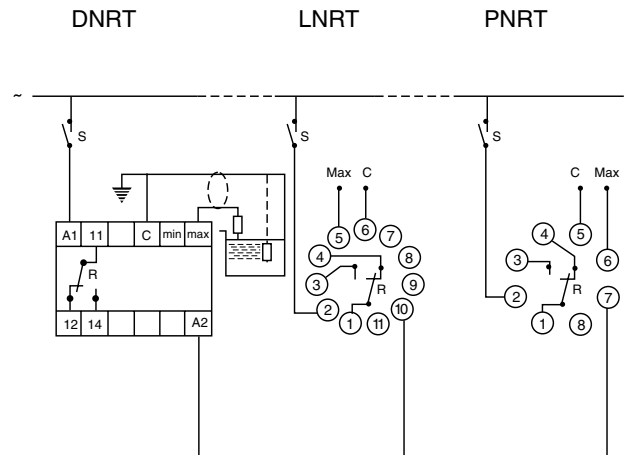 DNRT LNRT PNRT
~
S S S
Max C C Max
A1 11 C min max
R
12 14 A2
5 6 7
4 8
3 R 9
2 10
1 11
4 5
3 6
R
2 7
1 8